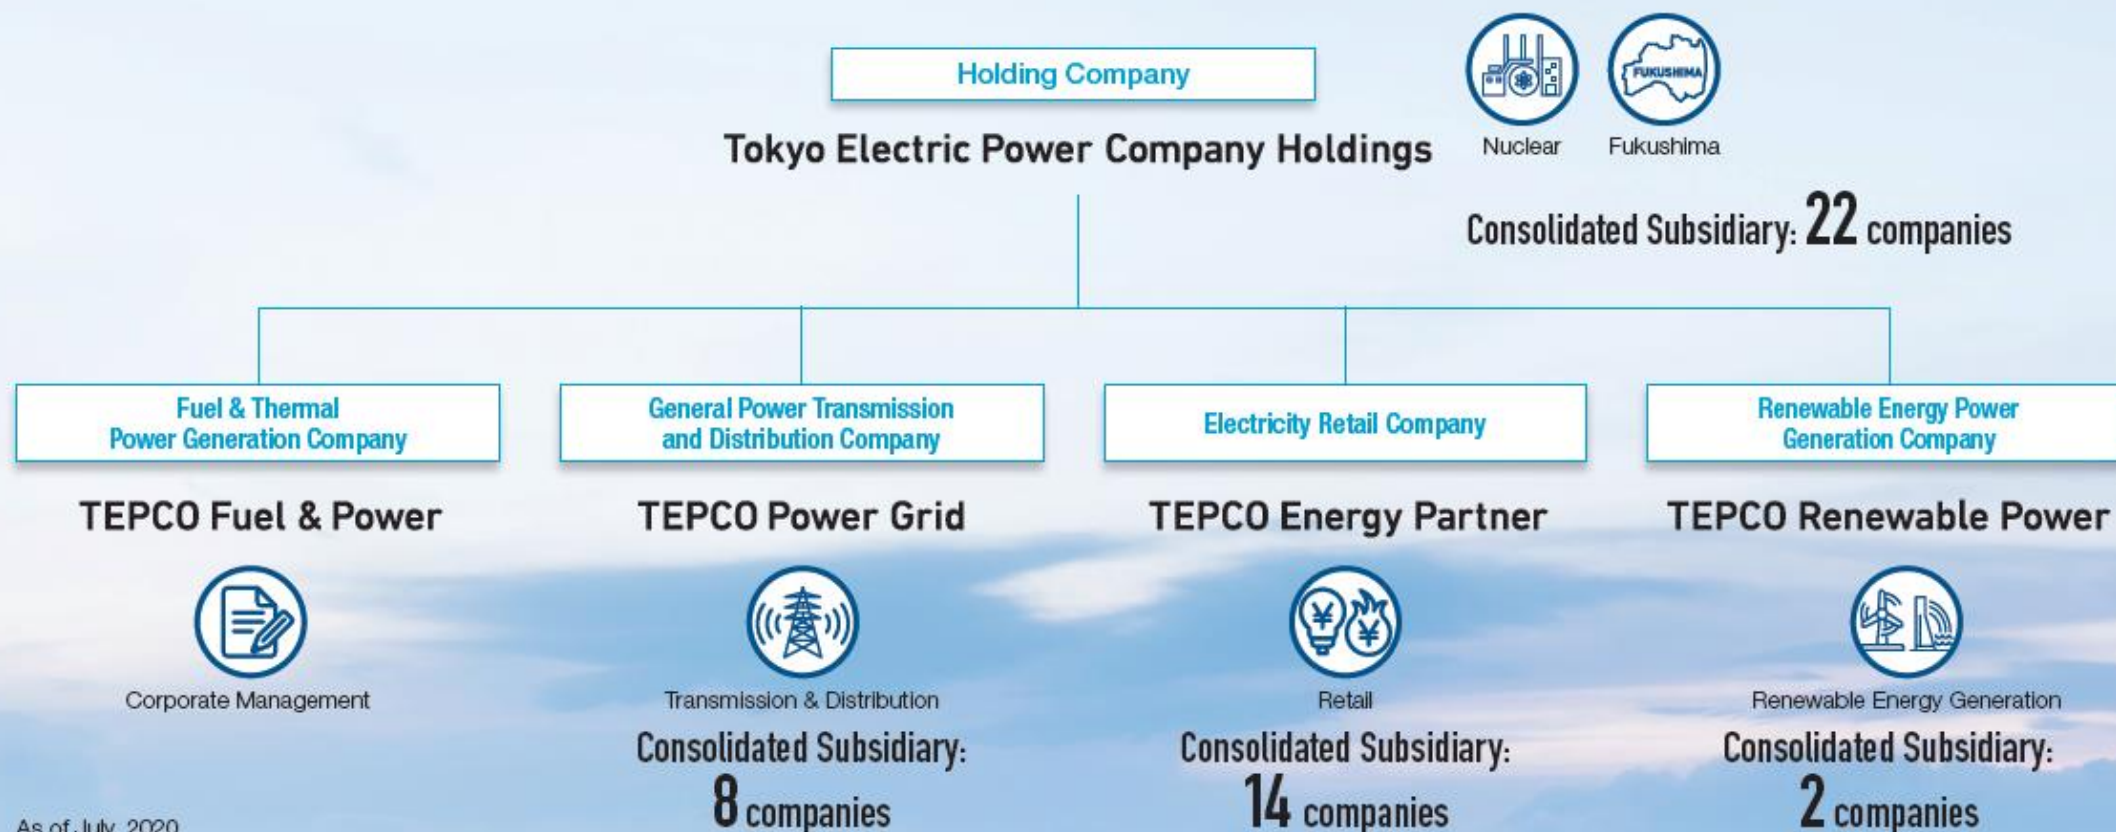 Holding Company
FUKUSHIMA
Tokyo Electric Power Company Holdings
Nuclear
Fukushima
Consolidated Subsidiary: 22 companies
Fuel & Thermal
Power Generation Company
TEPCO Fuel & Power
Corporate Management
General Power Transmission
and Distribution Company
TEPCO Power Grid
Transmission & Distribution
Consolidated Subsidiary:
8 companies
Electricity Retail Company
TEPCO Energy Partner
¥ ¥
Retail
Consolidated Subsidiary:
14 companies
Renewable Energy Power
Generation Company
TEPCO Renewable Power
Renewable Energy Generation
Consolidated Subsidiary:
2 companies
As of July, 2020